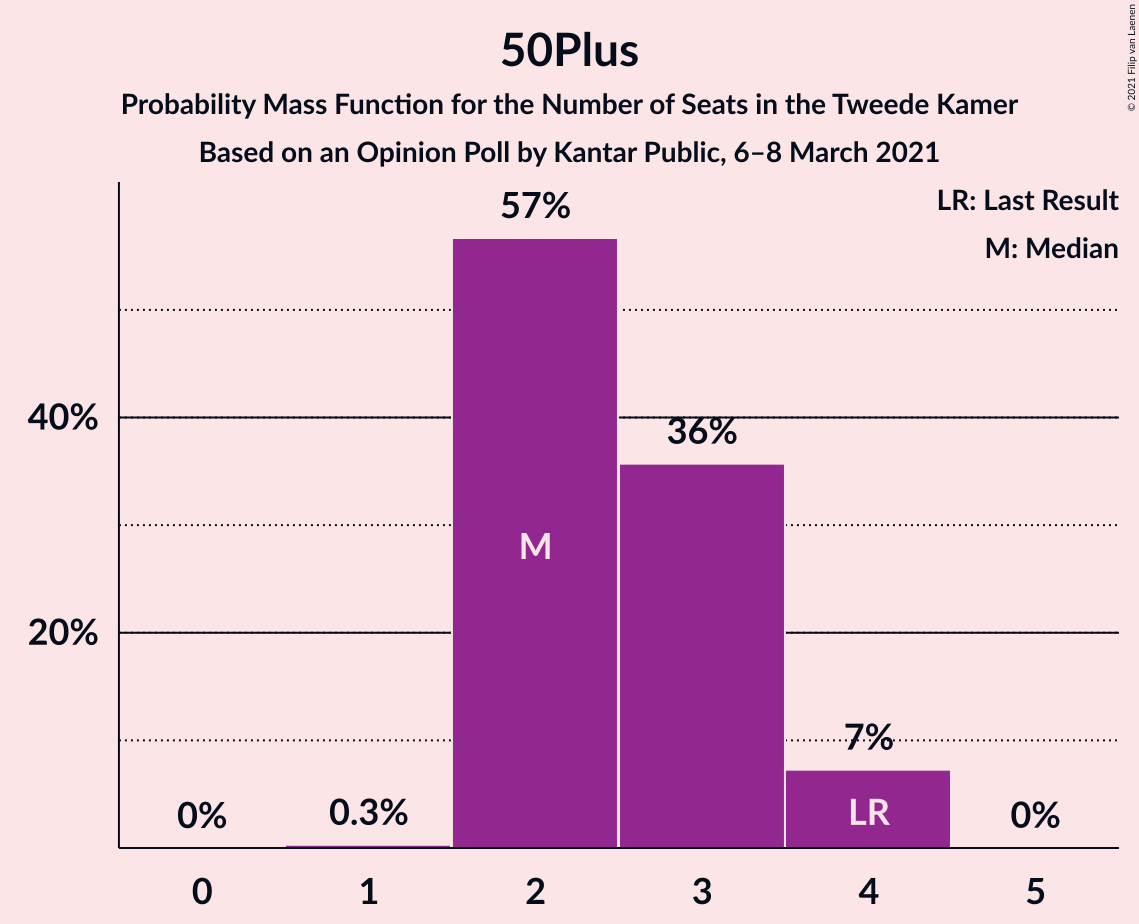 50Plus
Probability Mass Function for the Number of Seats in the Tweede Kamer
Based on an Opinion Poll by Kantar Public, 6–8 March 2021
© 2021 Filip van Laenen
LR: Last Result
M: Median
57%
40%
36%
M
20%
7%
0%
0.3%
LR
0%
0
1
2
3
4
5